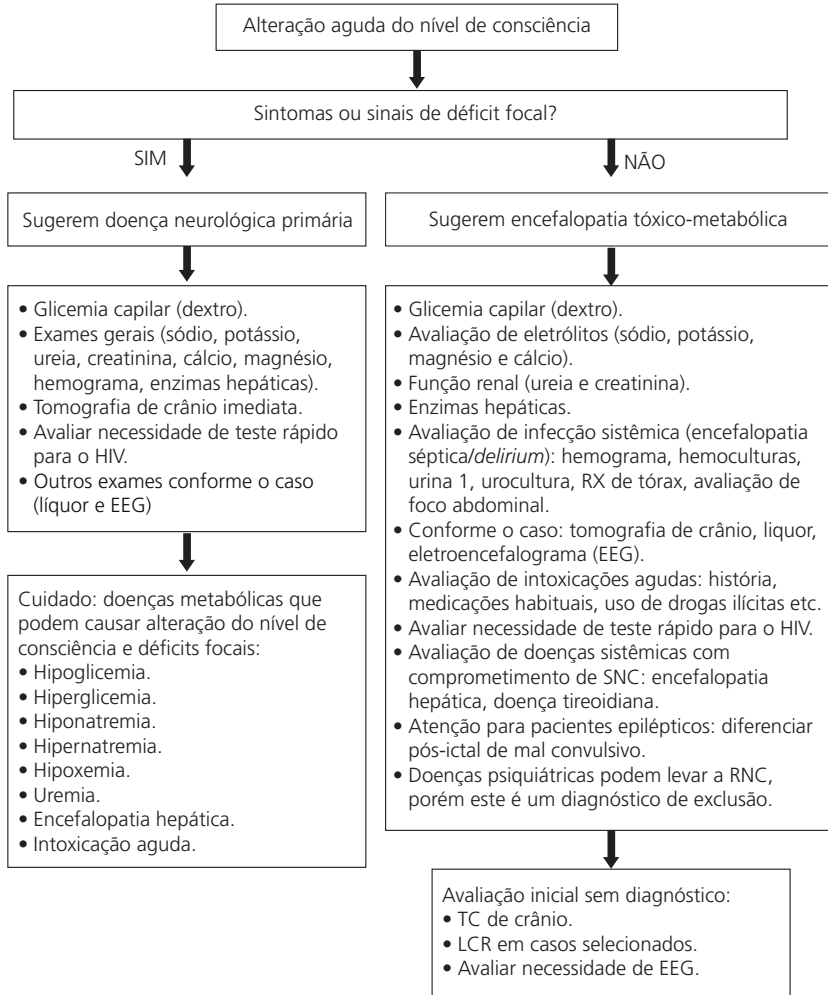 Alteração aguda do nível de consciência
Sintomas ou sinais de déficit focal?
SIM
NÃO
Sugerem doença neurológica primária
• Glicemia capilar (dextro).
• Exames gerais (sódio, potássio,
ureia, creatinina, cálcio, magnésio,
hemograma, enzimas hepáticas).
• Tomografia de crânio imediata.
• Avaliar necessidade de teste rápido
para o HIV.
• Outros exames conforme o caso
(líquor e EEG)
Cuidado: doenças metabólicas que
podem causar alteração do nível de
consciência e déficits focais:
• Hipoglicemia.
• Hiperglicemia.
• Hiponatremia.
• Hipernatremia.
• Hipoxemia.
• Uremia.
• Encefalopatia hepática.
• Intoxicação aguda.
Sugerem encefalopatia tóxico-metabólica
• Glicemia capilar (dextro).
• Avaliação de eletrólitos (sódio, potássio,
magnésio e cálcio).
• Função renal (ureia e creatinina).
• Enzimas hepáticas.
• Avaliação de infecção sistêmica (encefalopatia
séptica/delirium): hemograma, hemoculturas,
urina 1, urocultura, RX de tórax, avaliação de
foco abdominal.
• Conforme o caso: tomografia de crânio, liquor,
eletroencefalograma (EEG).
• Avaliação de intoxicações agudas: história,
medicações habituais, uso de drogas ilícitas etc.
• Avaliar necessidade de teste rápido para o HIV.
• Avaliação de doenças sistêmicas com
comprometimento de SNC: encefalopatia
hepática, doença tireoidiana.
• Atenção para pacientes epilépticos: diferenciar
pós-ictal de mal convulsivo.
• Doenças psiquiátricas podem levar a RNC,
porém este é um diagnóstico de exclusão.
Avaliação inicial sem diagnóstico:
• TC de crânio.
• LCR em casos selecionados.
• Avaliar necessidade de EEG.